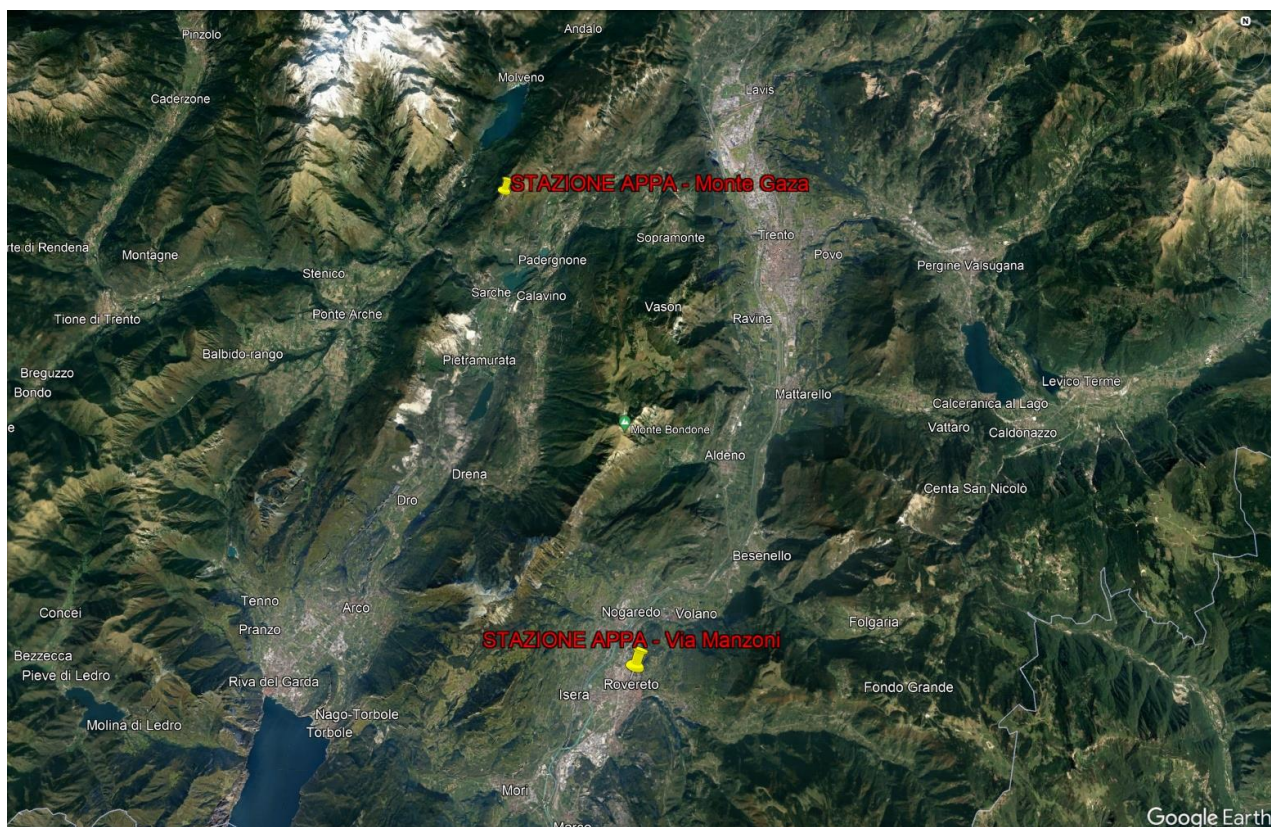 N
Pinzolo
Andalo
Molveno
Caderzone
Lavis
STAZIONE APPA - Monte Gaza
Trento
Sopramonte
rte di Rendena
Montagne
Povo
Padergnone
Pergine Valsugana
Stenico
Sarche
Calavino
Vason
Ponte Arche
Tione di Trento
Ravina
Balbido-rango
Pietramurata
Breguzzo
Levico Terme
Bondo
Mattarello
Calceranica al Lago
e
Monte Bondone
Vattaro
Caldonazzo
Aldeno
Drena
Centa San Nicolò
Dro
Besenello
Tenno
Arco
Concei
Nogaredo
Volano
Folgaria
Pranzo
STAZIONE APPA - Via Manzoni
Bezzecca
Pieve di Ledro
Riva del Garda
Rovereto
Isera
Fondo Grande
Nago-Torbole
Molina di Ledro
Torbole
Mori
Marco
Google Earth